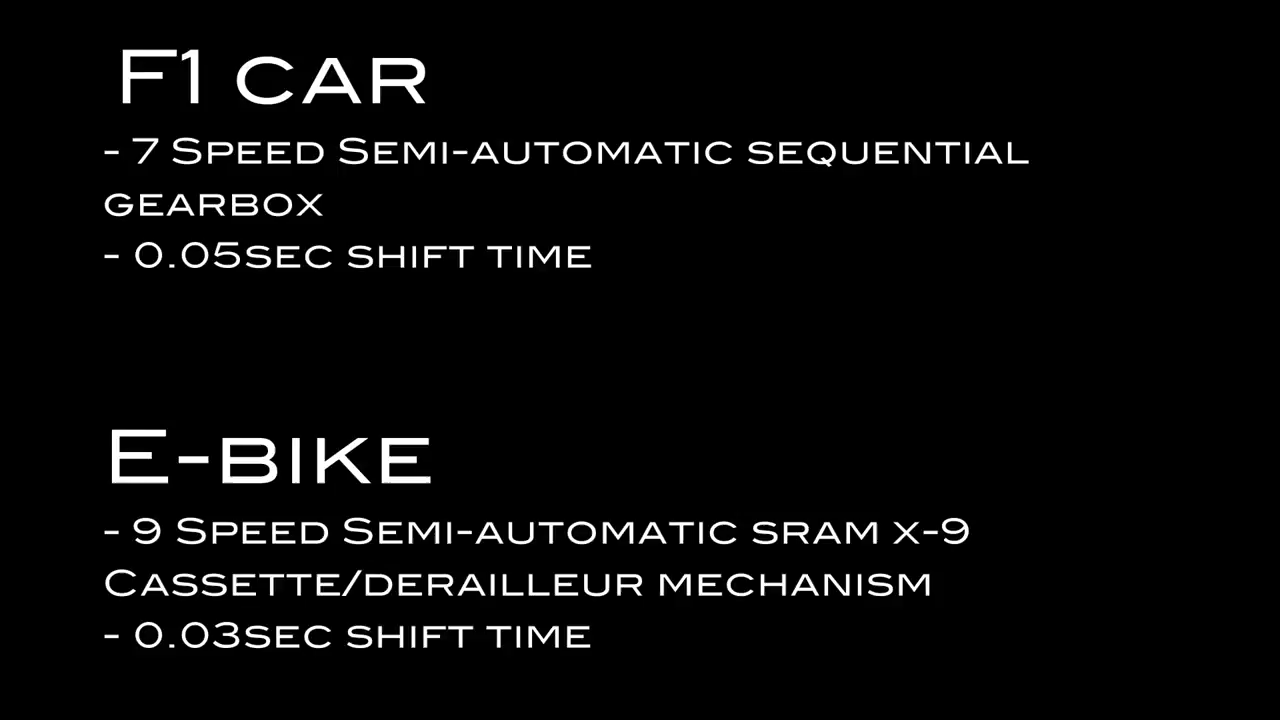 F1 CAR
- 7 SPEED SEMI-AUTOMATIC SEQUENTIAL
GEARBOX
- 0.05SEC SHIFT TIME
E-BIKE
- 9 SPEED SEMI-AUTOMATIC SRAM X-9
CASSETTE/DERAILLEUR MECHANISM
- 0.03SEC SHIFT TIME